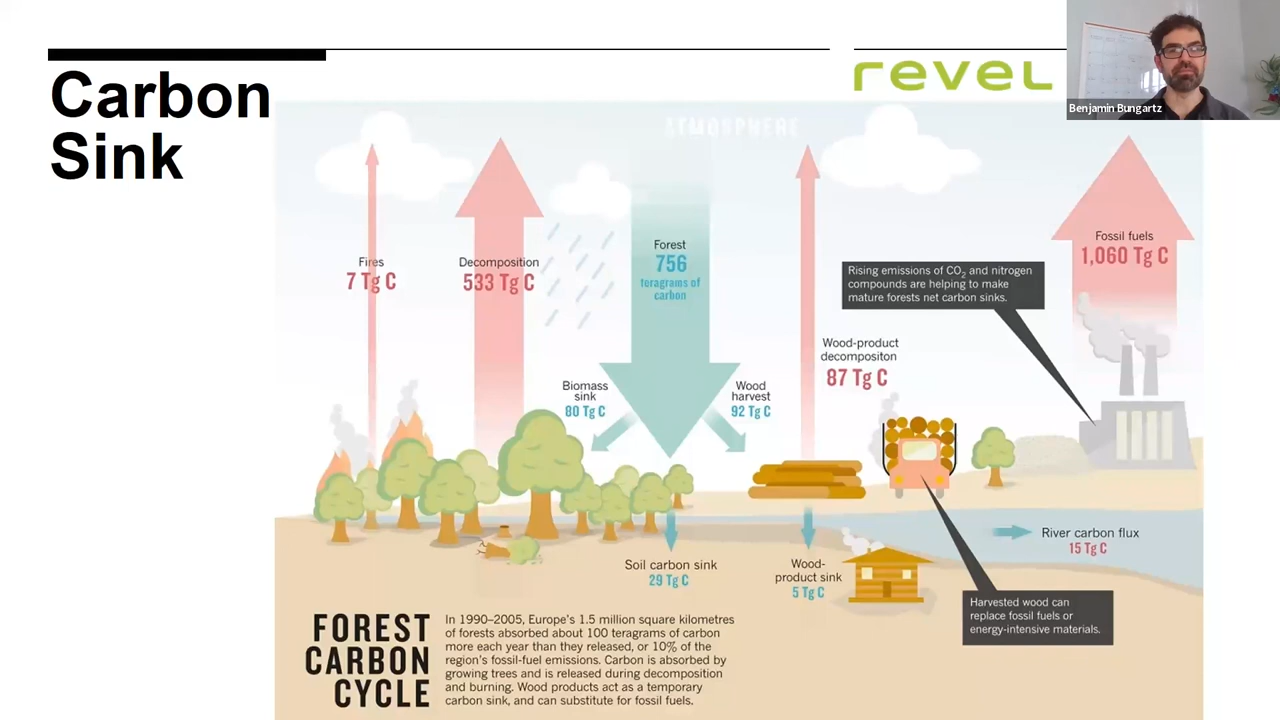 Carbon
Sink
revel
Benjamin Bungartz
ATMOSPHERE
Fires
7 Tg C
Decomposition
533 Tg C
Forest
756
teragrams of
carbon
Biomass
sink
80 Tg C
Wood
harvest
92 Tg C
Wood-product
decompositon
87 Tg C
Rising emissions of CO₂ and nitrogen
compounds are helping to make
mature forests net carbon sinks.
Fossil fuels
1,060 Tg C
Soil carbon sink
29 Tg C
Wood-
product sink
5 Tg C
River carbon flux
15 Tg C
Harvested wood can
replace fossil fuels or
energy-intensive materials.
FOREST
CARBON
CYCLE
In 1990–2005, Europe's 1.5 million square kilometres
of forests absorbed about 100 teragrams of carbon
more each year than they released, or 10% of the
region's fossil-fuel emissions. Carbon is absorbed by
growing trees and is released during decomposition
and burning. Wood products act as a temporary
carbon sink, and can substitute for fossil fuels.